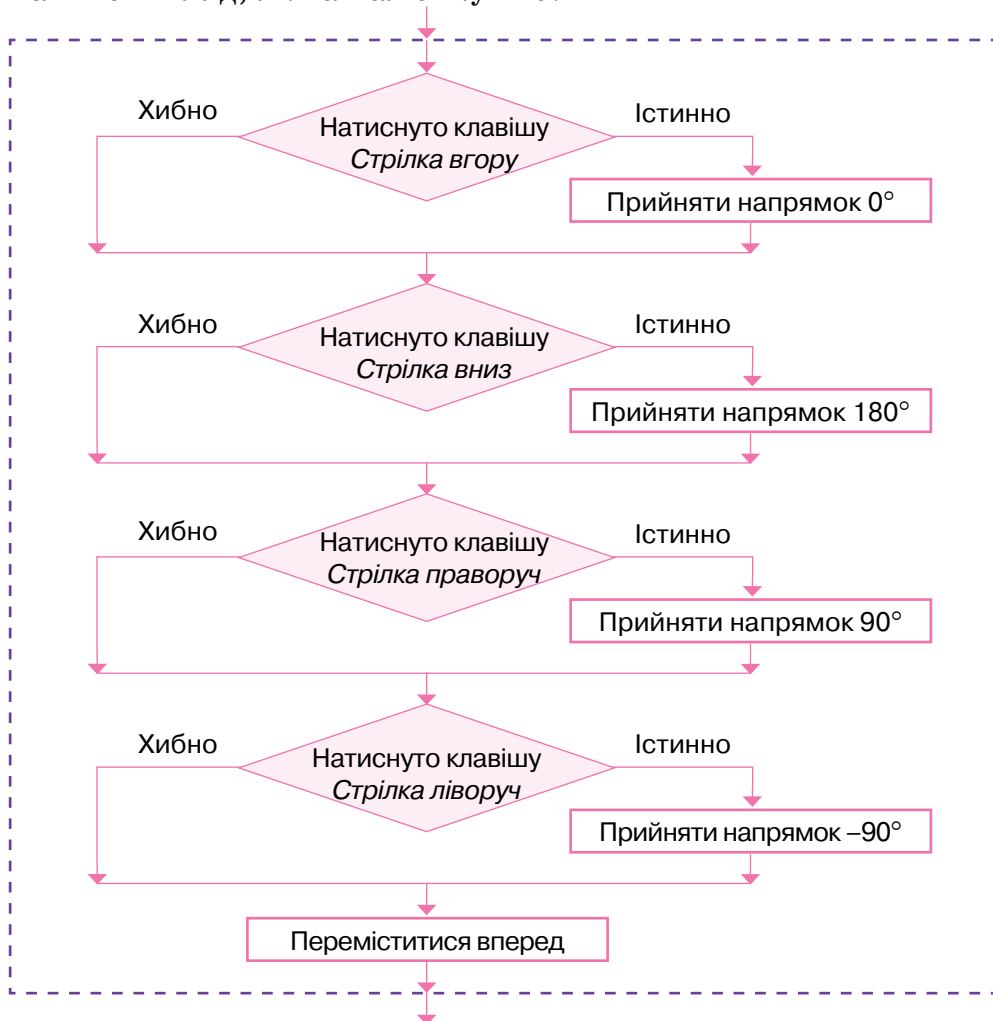 Хибно
Істинно
Натиснуто клавішу
Стрілка вгору
Прийняти напрямок 0°
Хибно
Істинно
Натиснуто клавішу
Стрілка вниз
Прийняти напрямок 180°
Хибно
Істинно
Натиснуто клавішу
Стрілка праворуч
Прийняти напрямок 90°
Хибно
Істинно
Натиснуто клавішу
Стрілка ліворуч
Прийняти напрямок –90°
Переміститися вперед